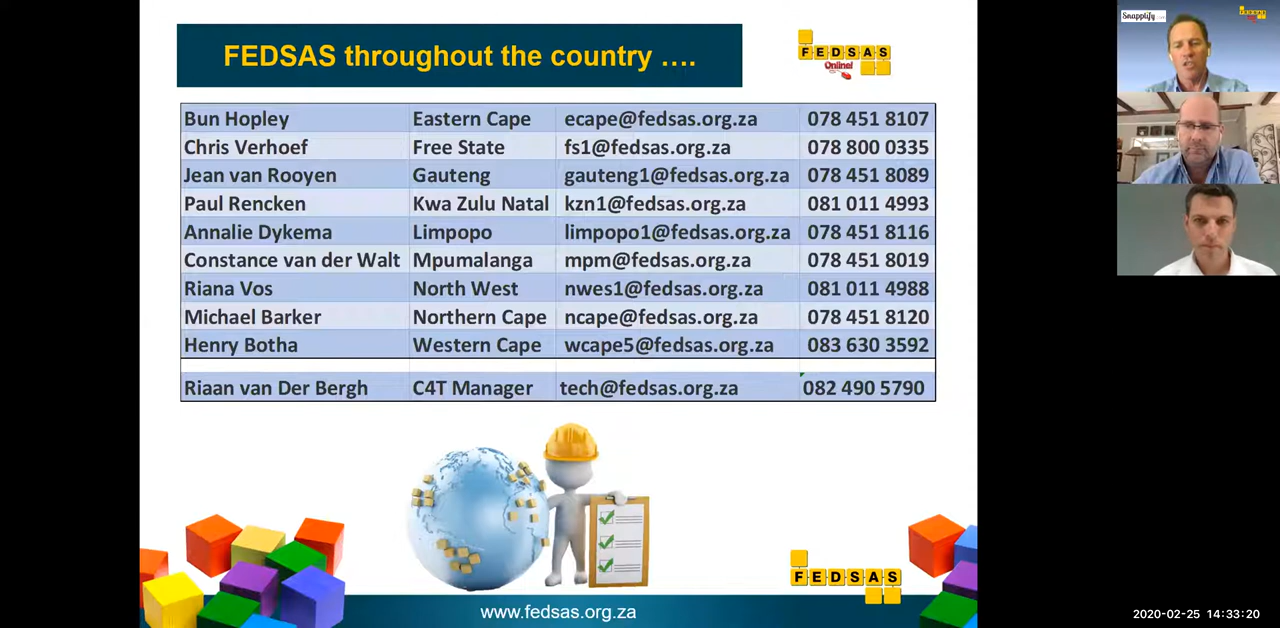 FEDSAS throughout the country ....
FEDSAS
Online!
Bun Hopley Eastern Cape ecape@fedsas.org.za 078 451 8107
Chris Verhoef Free State fs1@fedsas.org.za 078 800 0335
Jean van Rooyen Gauteng gauteng1@fedsas.org.za 078 451 8089
Paul Rencken Kwa Zulu Natal kzn1@fedsas.org.za 081 011 4993
Annalie Dykema Limpopo limpopo1@fedsas.org.za 078 451 8116
Constance van der Walt Mpumalanga mpm@fedsas.org.za 078 451 8019
Riana Vos North West nwes1@fedsas.org.za 081 011 4988
Michael Barker Northern Cape ncape@fedsas.org.za 078 451 8120
Henry Botha Western Cape wcape5@fedsas.org.za 083 630 3592
Riaan van Der Bergh C4T Manager tech@fedsas.org.za 082 490 5790
FEDSAS
www.fedsas.org.za
Snapplify
2020-02-25 14:33:20